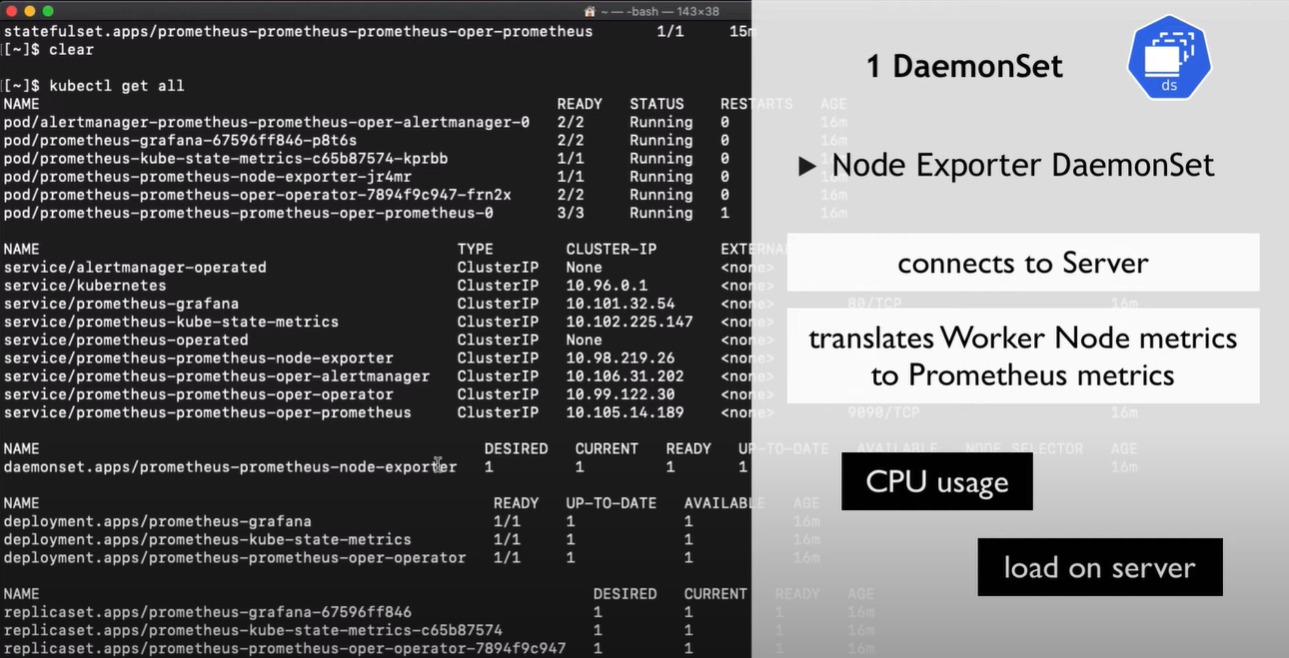 ~ — -bash — 143×38
statefulset.apps/prometheus-prometheus-prometheus-oper-prometheus 1/1 15m
[~]$ clear
[~]$ kubectl get all
NAME READY STATUS RESTARTS AGE
pod/alertmanager-prometheus-prometheus-oper-alertmanager-0 2/2 Running 0 16m
pod/prometheus-grafana-67596ff846-p8t6s 2/2 Running 0 16m
pod/prometheus-kube-state-metrics-c65b87574-kprbb 1/1 Running 0 16m
pod/prometheus-prometheus-node-exporter-jr4mr 1/1 Running 0 16m
pod/prometheus-prometheus-oper-operator-7894f9c947-frn2x 2/2 Running 0 16m
pod/prometheus-prometheus-prometheus-oper-prometheus-0 3/3 Running 1 16m
NAME TYPE CLUSTER-IP
service/alertmanager-operated ClusterIP None <none>
service/kubernetes ClusterIP 10.96.0.1 <none>
service/prometheus-grafana ClusterIP 10.101.32.54 <none> 80/TCP 16m
service/prometheus-kube-state-metrics ClusterIP 10.102.225.147 <none>
service/prometheus-operated ClusterIP None <none>
service/prometheus-prometheus-node-exporter ClusterIP 10.98.219.26 <none>
service/prometheus-prometheus-oper-alertmanager ClusterIP 10.106.31.202 <none>
service/prometheus-prometheus-oper-operator ClusterIP 10.99.122.30 <none>
service/prometheus-prometheus-oper-prometheus ClusterIP 10.105.14.189 <none> 9090/TCP 16m
NAME DESIRED CURRENT READY UP-TO-DATE AVAILABLE NODE SELECTOR AGE
daemonset.apps/prometheus-prometheus-node-exporter 1 1 1 1 16m
NAME READY UP-TO-DATE AVAILABLE AGE
deployment.apps/prometheus-grafana 1/1 1 1 16m
deployment.apps/prometheus-kube-state-metrics 1/1 1 1 16m
deployment.apps/prometheus-prometheus-oper-operator 1/1 1 1 16m
NAME DESIRED CURRENT READY AGE
replicaset.apps/prometheus-grafana-67596ff846 1 1 1 16m
replicaset.apps/prometheus-kube-state-metrics-c65b87574 1 1 1 16m
replicaset.apps/prometheus-prometheus-oper-operator-7894f9c947 1 1 1 16m
1 DaemonSet
ds
Node Exporter DaemonSet
connects to Server
translates Worker Node metrics
to Prometheus metrics
CPU usage
load on server